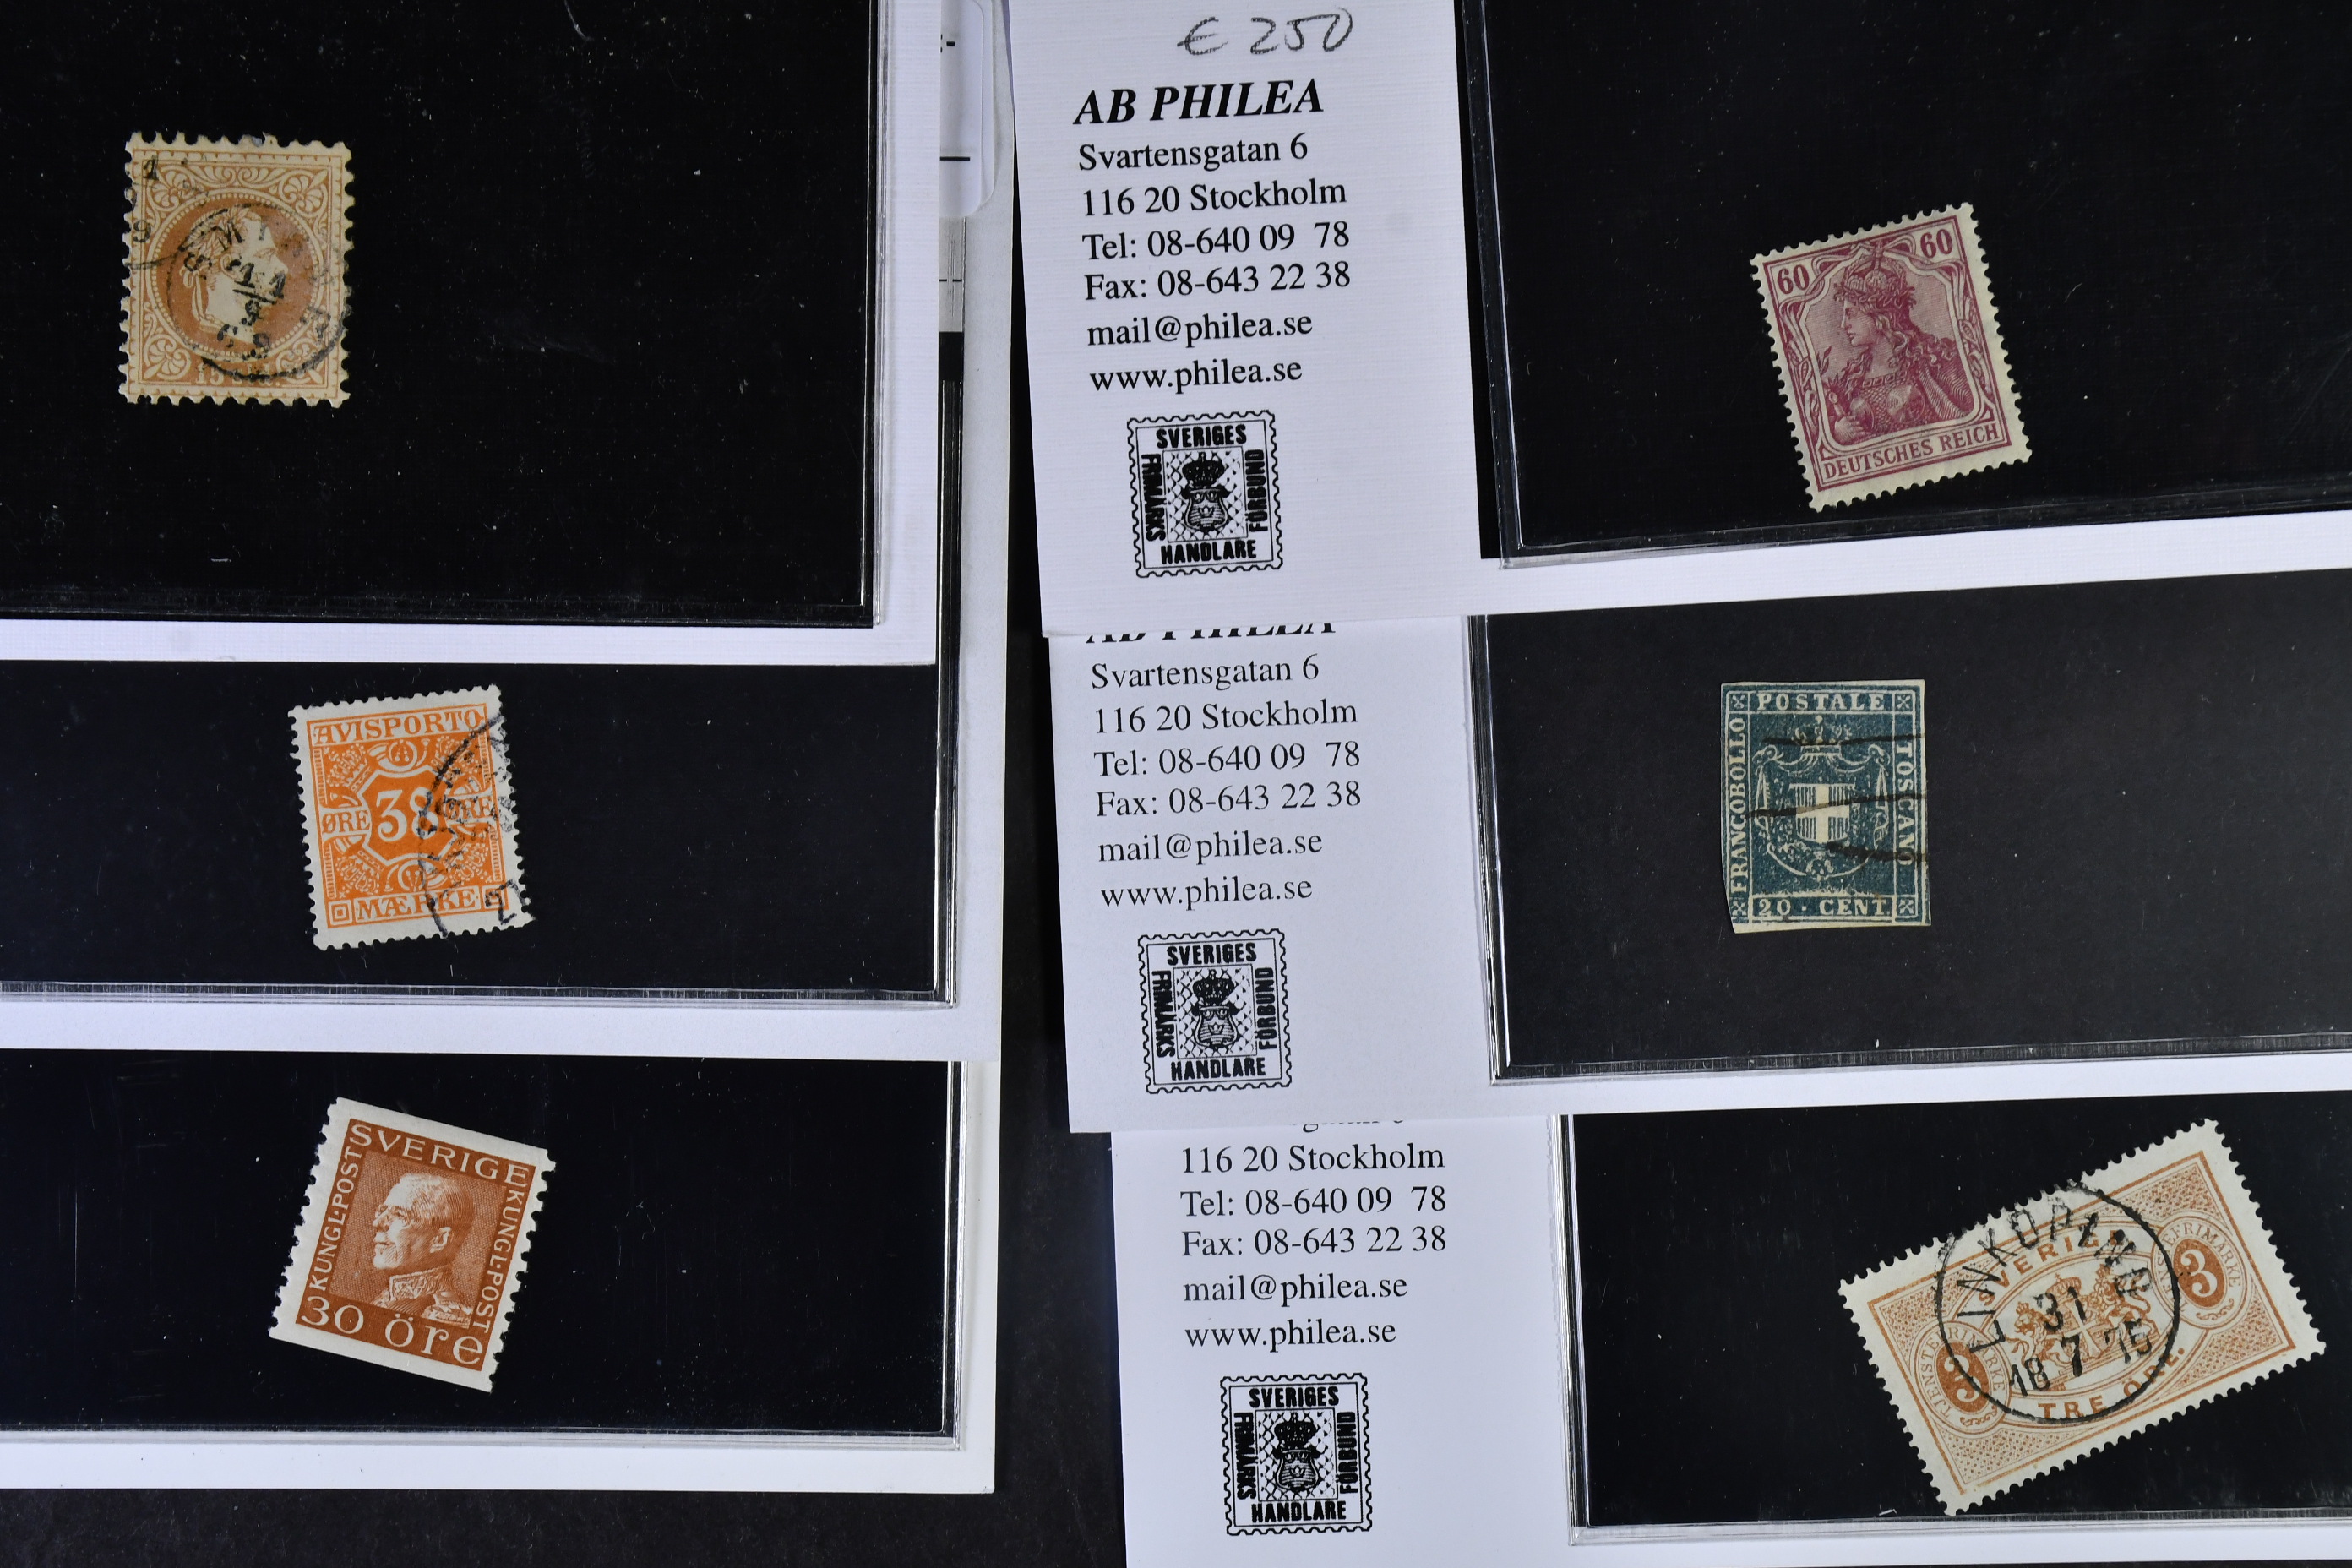 € 250
AB PHILEA
Svartensgatan 6
116 20 Stockholm
Tel: 08-640 09 78
Fax: 08-643 22 38
mail@philea.se
www.philea.se
SVERIGES
FRIMÄRKS
FÖRBUND
HANDLARE
60
60
DEUTSCHES REICH
15
AB PHILEA
Svartensgatan 6
116 20 Stockholm
Tel: 08-640 09 78
Fax: 08-643 22 38
mail@philea.se
www.philea.se
SVERIGES
FRIMÄRKS
FÖRBUND
HANDLARE
AVISPORTO
ØRE 38 ØRE
MÆRKE
27
FRANCOBOLLO
POSTALE
TOSCANO
20 · CENT
116 20 Stockholm
Tel: 08-640 09 78
Fax: 08-643 22 38
mail@philea.se
www.philea.se
SVERIGES
FRIMÄRKS
FÖRBUND
HANDLARE
SVERIGE
KUNGL·POST
KUNGL·POST
30 öre
LINKÖPING
31
18 7 75
SVERIGE
3
3
TRE ÖRE.